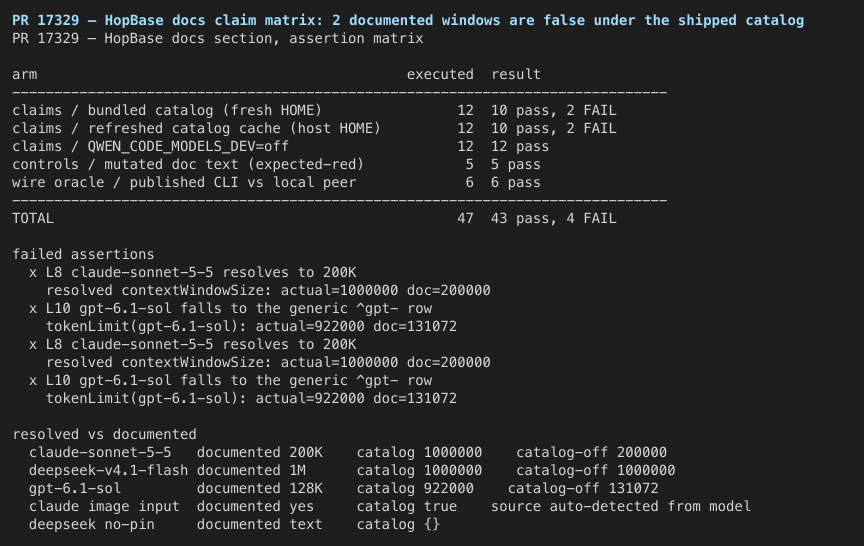 PR 17329 — HopBase docs claim matrix: 2 documented windows are false under the shipped catalog
PR 17329 — HopBase docs section, assertion matrix
arm executed result
claims / bundled catalog (fresh HOME) 12 10 pass, 2 FAIL
claims / refreshed catalog cache (host HOME) 12 10 pass, 2 FAIL
claims / QWEN_CODE_MODELS_DEV=off 12 12 pass
controls / mutated doc text (expected-red) 5 5 pass
wire oracle / published CLI vs local peer 6 6 pass
TOTAL 47 43 pass, 4 FAIL
failed assertions
x L8 claude-sonnet-5-5 resolves to 200K
resolved contextWindowSize: actual=1000000 doc=200000
x L10 gpt-6.1-sol falls to the generic ^gpt- row
tokenLimit(gpt-6.1-sol): actual=922000 doc=131072
x L8 claude-sonnet-5-5 resolves to 200K
resolved contextWindowSize: actual=1000000 doc=200000
x L10 gpt-6.1-sol falls to the generic ^gpt- row
tokenLimit(gpt-6.1-sol): actual=922000 doc=131072
resolved vs documented
claude-sonnet-5-5 documented 200K catalog 1000000 catalog-off 200000
deepseek-v4.1-flash documented 1M catalog 1000000 catalog-off 1000000
gpt-6.1-sol documented 128K catalog 922000 catalog-off 131072
claude image input documented yes catalog true source auto-detected from model
deepseek no-pin documented text catalog {}